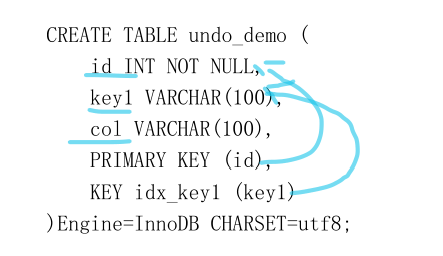 CREATE TABLE undo_demo (
id INT NOT NULL,
key1 VARCHAR(100),
col VARCHAR(100),
PRIMARY KEY (id),
KEY idx_key1 (key1)
)Engine=InnoDB CHARSET=utf8;